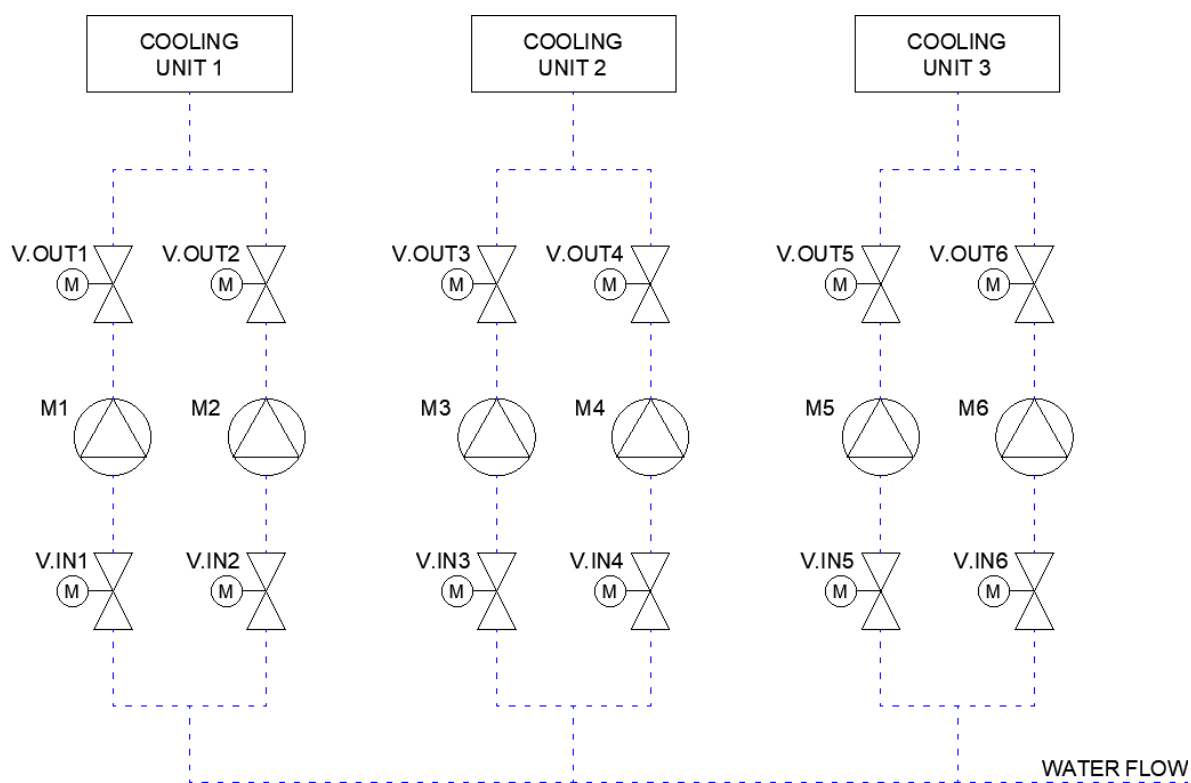 COOLING
UNIT 1
COOLING
UNIT 2
COOLING
UNIT 3
V.OUT1
V.OUT2
V.OUT3
V.OUT4
V.OUT5
V.OUT6
M
M
M
M
M
M
M1
M2
M3
M4
M5
M6
V.IN1
V.IN2
V.IN3
V.IN4
V.IN5
V.IN6
M
M
M
M
M
M
WATER FLOW